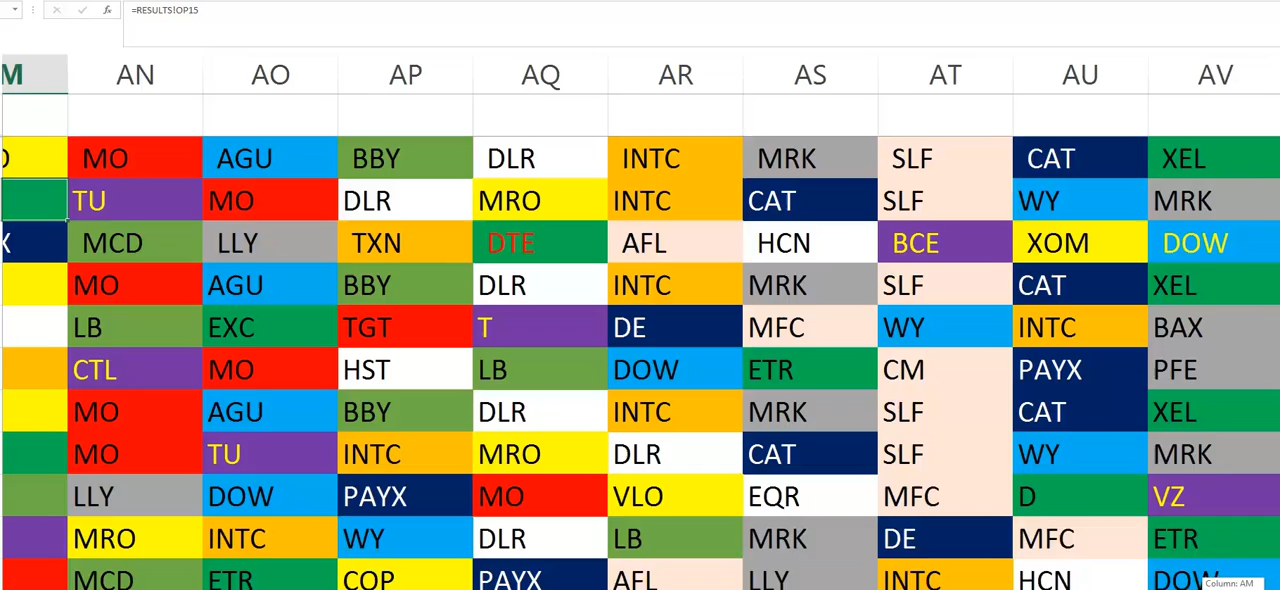 =RESULTS!OP15
M AN AO AP AQ AR AS AT AU AV
MO AGU BBY DLR INTC MRK SLF CAT XEL
TU MO DLR MRO INTC CAT SLF WY MRK
X MCD LLY TXN DTE AFL HCN BCE XOM DOW
MO AGU BBY DLR INTC MRK SLF CAT XEL
LB EXC TGT T DE MFC WY INTC BAX
CTL MO HST LB DOW ETR CM PAYX PFE
MO AGU BBY DLR INTC MRK SLF CAT XEL
MO TU INTC MRO DLR CAT SLF WY MRK
LLY DOW PAYX MO VLO EQR MFC D VZ
MRO INTC WY DLR LB MRK DE MFC ETR
MCD ETR COP PAYX AFL LLY INTC HCN DOW
Column: AM